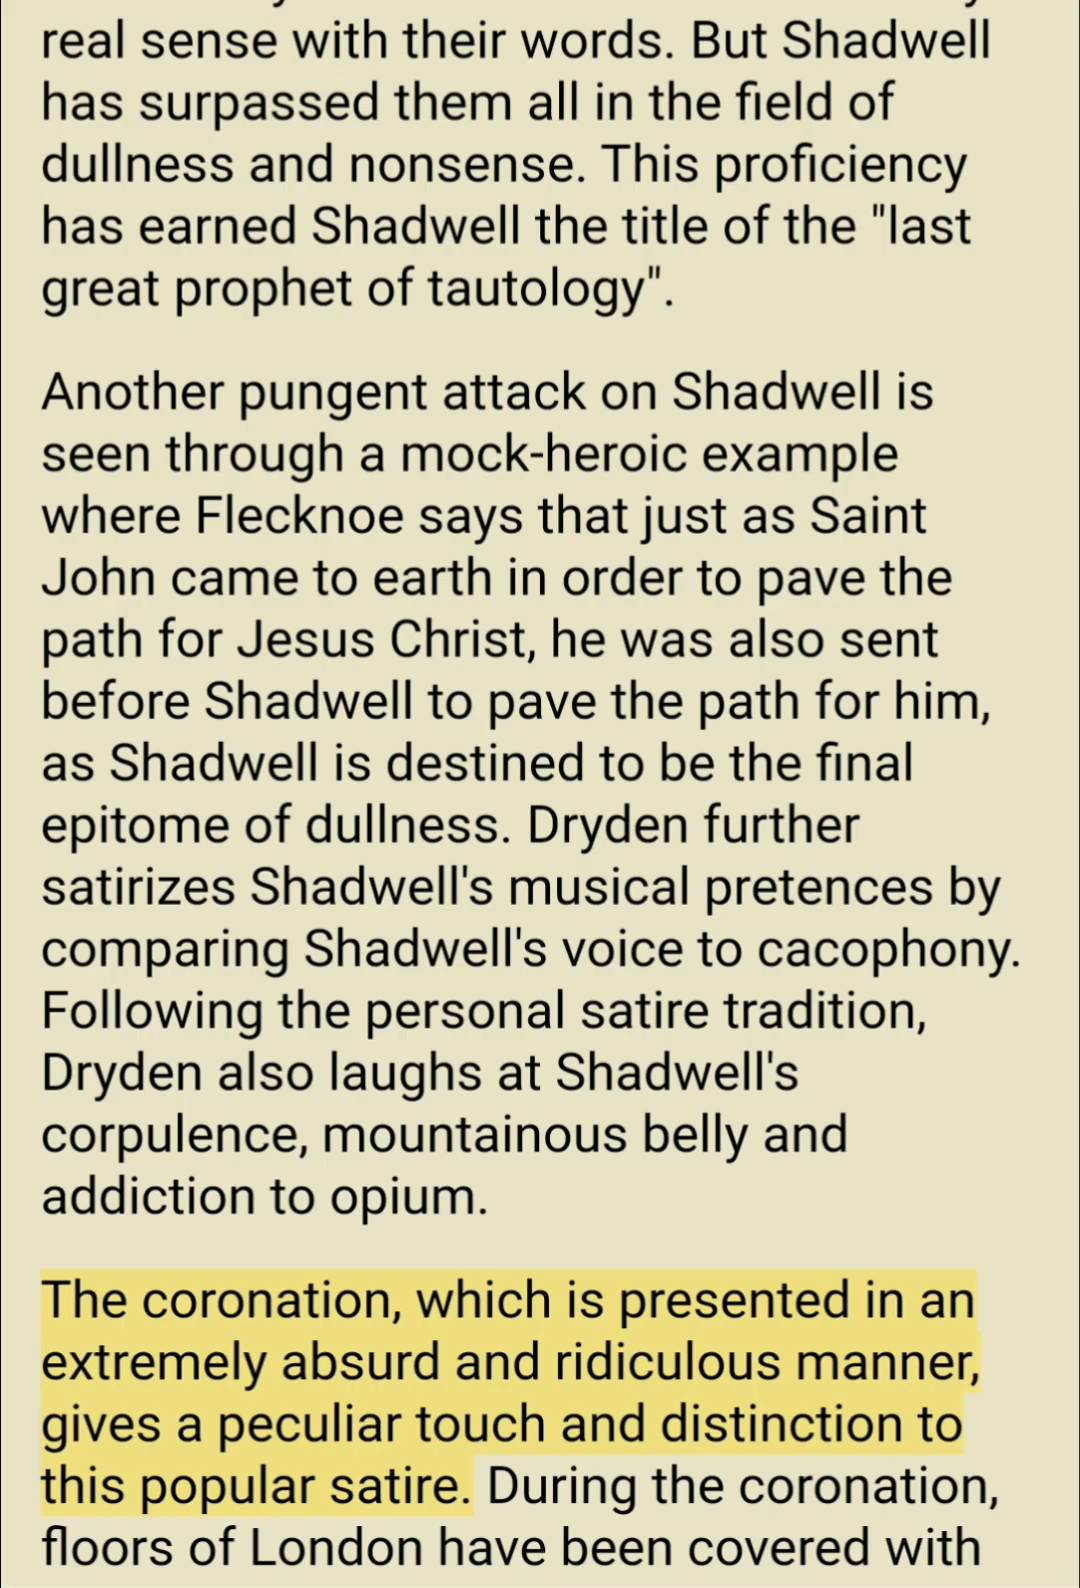 real sense with their words. But Shadwell
has surpassed them all in the field of
dullness and nonsense. This proficiency
has earned Shadwell the title of the "last
great prophet of tautology".
Another pungent attack on Shadwell is
seen through a mock-heroic example
where Flecknoe says that just as Saint
John came to earth in order to pave the
path for Jesus Christ, he was also sent
before Shadwell to pave the path for him,
as Shadwell is destined to be the final
epitome of dullness. Dryden further
satirizes Shadwell's musical pretences by
comparing Shadwell's voice to cacophony.
Following the personal satire tradition,
Dryden also laughs at Shadwell's
corpulence, mountainous belly and
addiction to opium.
The coronation, which is presented in an
extremely absurd and ridiculous manner,
gives a peculiar touch and distinction to
this popular satire. During the coronation,
floors of London have been covered with